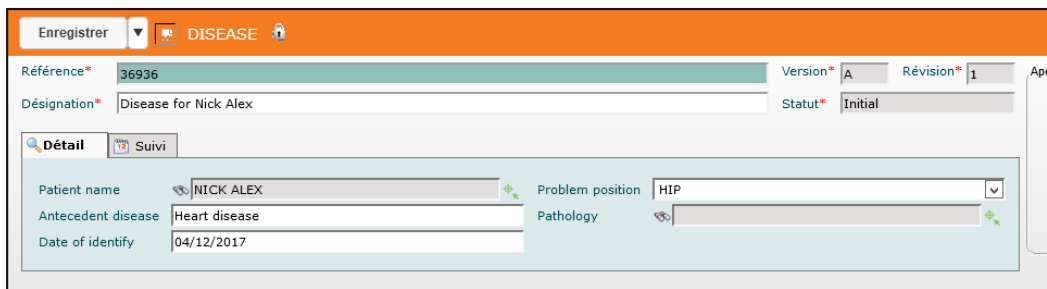 Enregistrer DISEASE
Référence* 36936 Version* A Révision* 1
Désignation* Disease for Nick Alex Statut* Initial
Détail 12 Suivi
Patient name NICK ALEX Problem position HIP
Antecedent disease Heart disease Pathology
Date of identify 04/12/2017